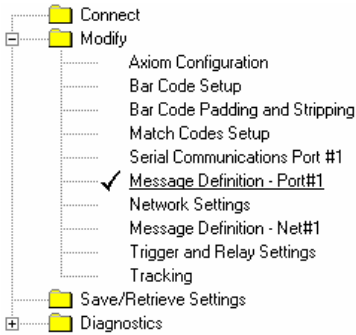 Connect
Modify
Axiom Configuration
Bar Code Setup
Bar Code Padding and Stripping
Match Codes Setup
Serial Communications Port #1
Message Definition - Port#1
Network Settings
Message Definition - Net#1
Trigger and Relay Settings
Tracking
Save/Retrieve Settings
Diagnostics